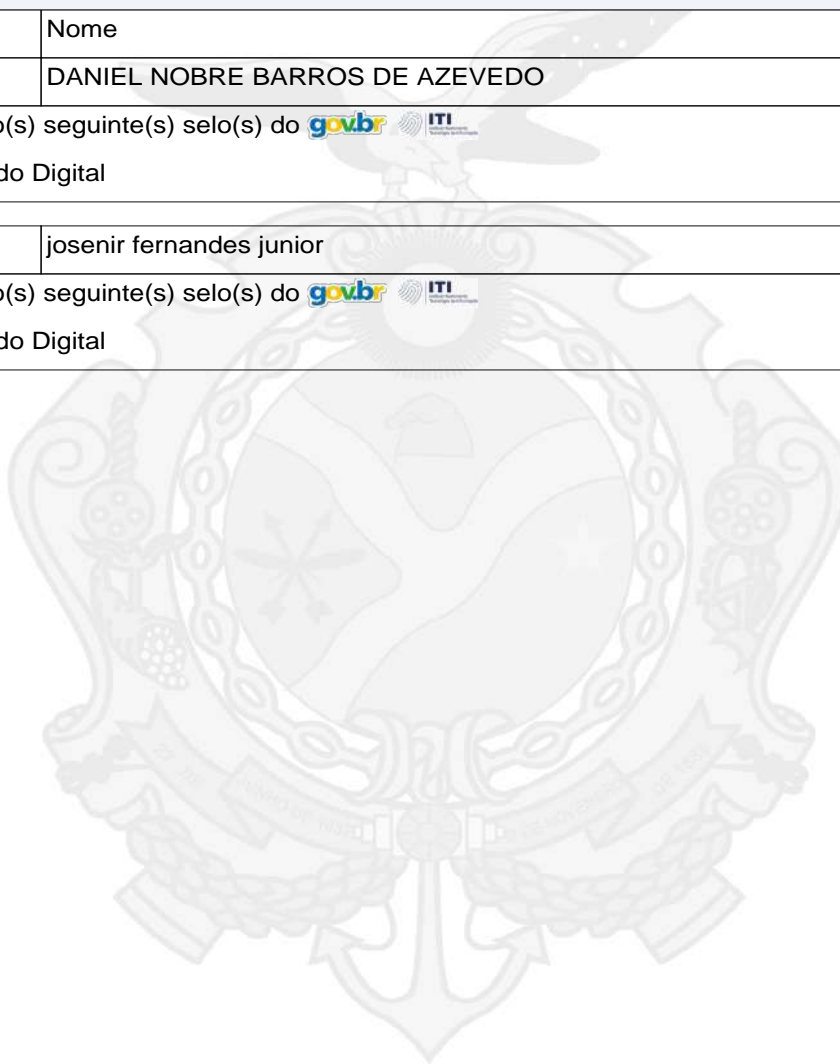 Nome
DANIEL NOBRE BARROS DE AZEVEDO
o(s) seguinte(s) selo(s) do gov.br ITI
do Digital
josenir fernandes junior
o(s) seguinte(s) selo(s) do gov.br ITI
do Digital